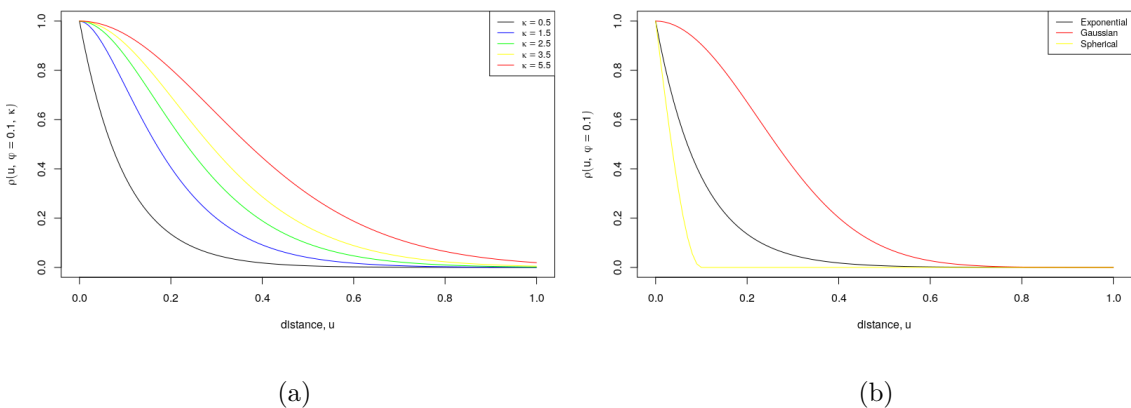 κ = 0.5
κ = 1.5
κ = 2.5
κ = 3.5
κ = 5.5
ρ(u, φ = 0.1, κ)
1.0
0.8
0.6
0.4
0.2
0.0
0.0 0.2 0.4 0.6 0.8 1.0
distance, u
(a)
Exponential
Gaussian
Spherical
ρ(u, φ = 0.1)
1.0
0.8
0.6
0.4
0.2
0.0
0.0 0.2 0.4 0.6 0.8 1.0
distance, u
(b)